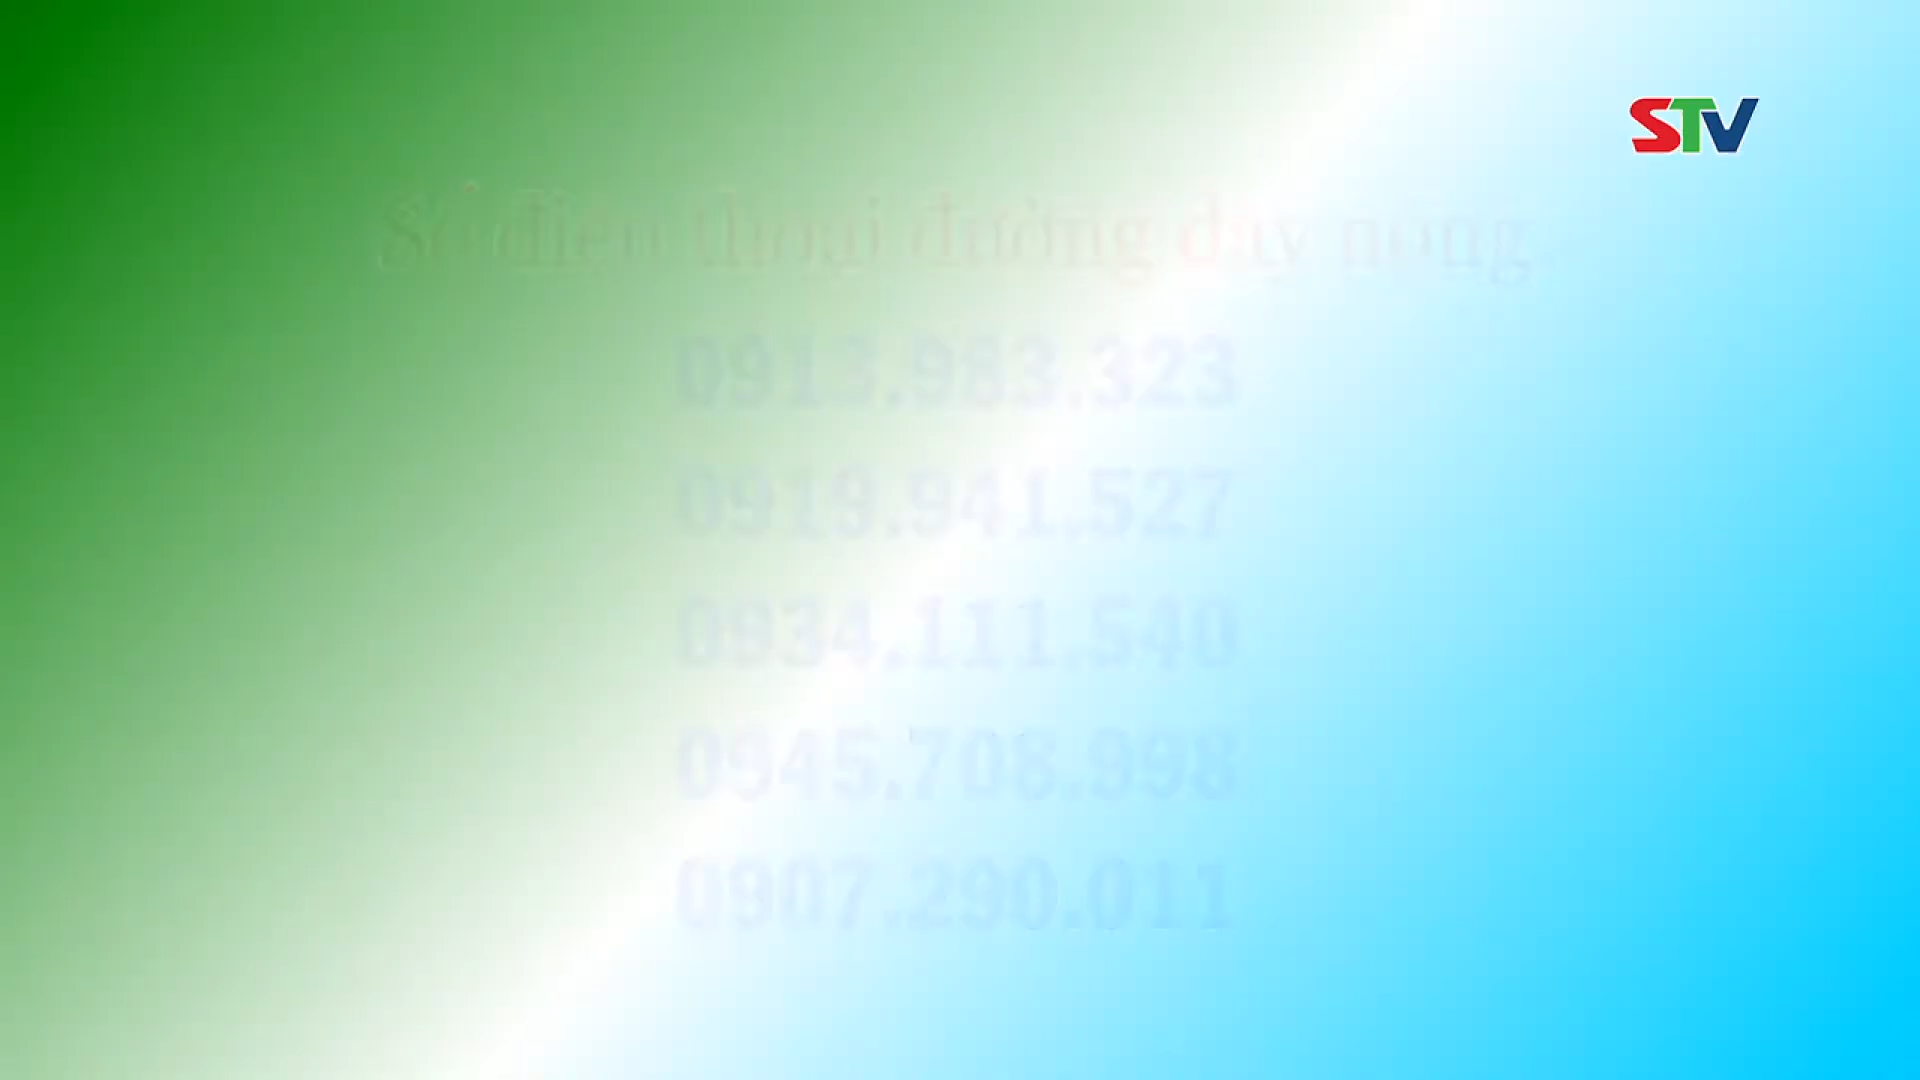 STV
Số điện thoại đường dây nóng
0913.983.323
0919.941.527
0934.111.540
0945.708.998
0907.290.011